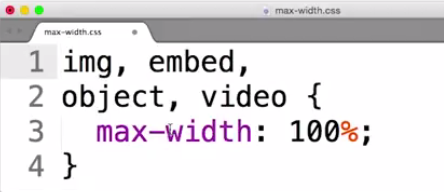 max-width.css
max-width.css
1 img, embed,
2 object, video {
3   max-width: 100%;
4 }